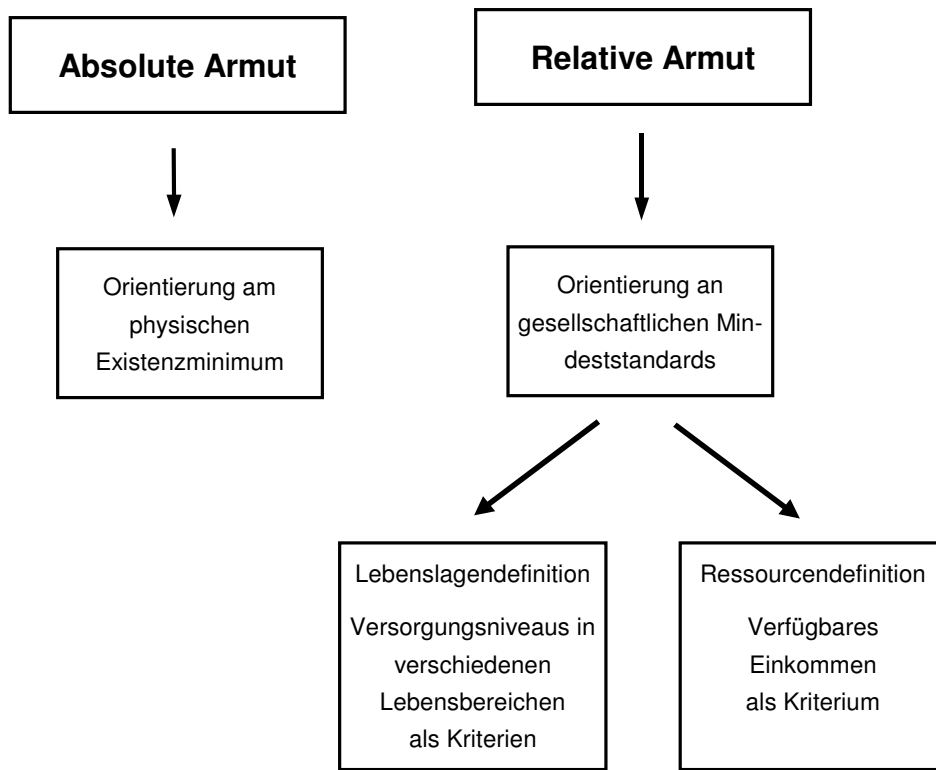 Absolute Armut
Relative Armut
Orientierung am
physischen
Existenzminimum
Orientierung an
gesellschaftlichen Min-
deststandards
Lebenslagendefinition
Versorgungsniveaus in
verschiedenen
Lebensbereichen
als Kriterien
Ressourcendefinition
Verfügbares
Einkommen
als Kriterium